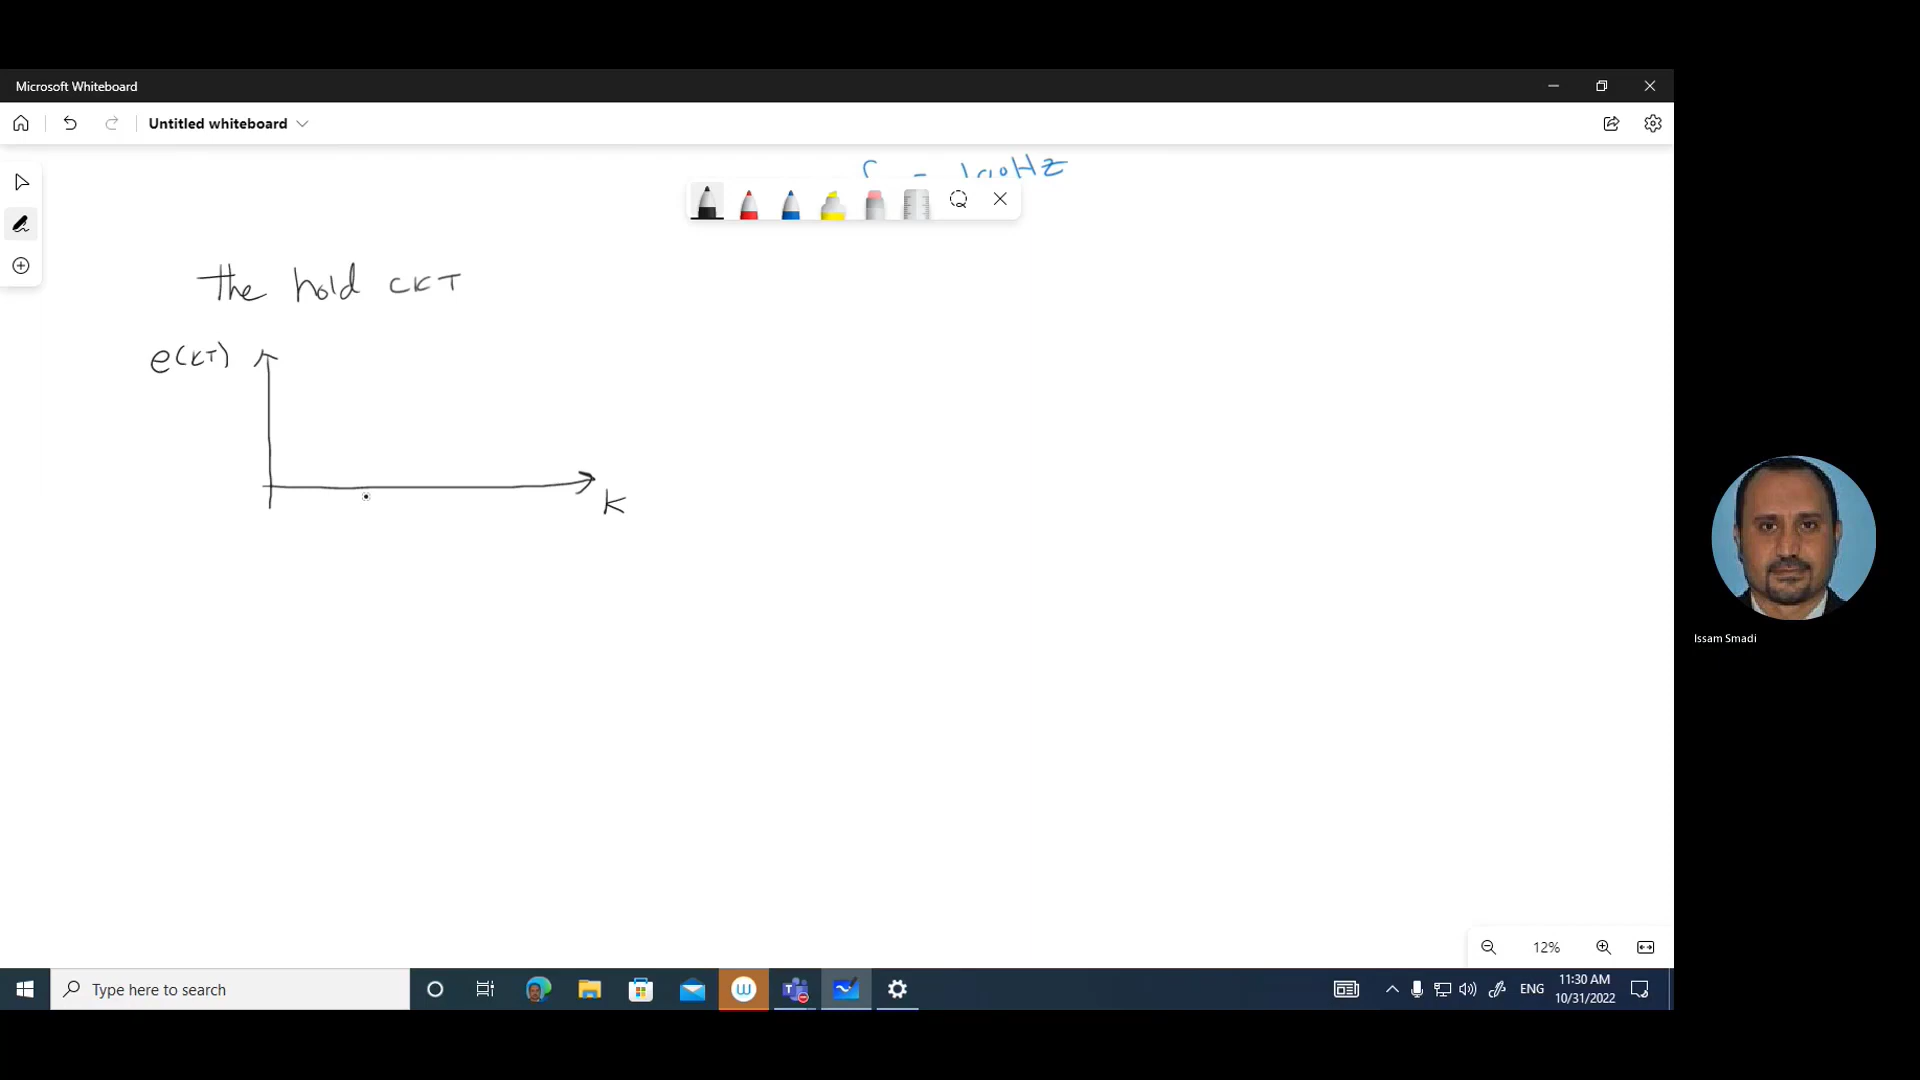 Microsoft Whiteboard
Untitled whiteboard
100Hz
the hold CKT
e(KT)
K
Issam Smadi
12%
Type here to search
ENG
11:30 AM
10/31/2022